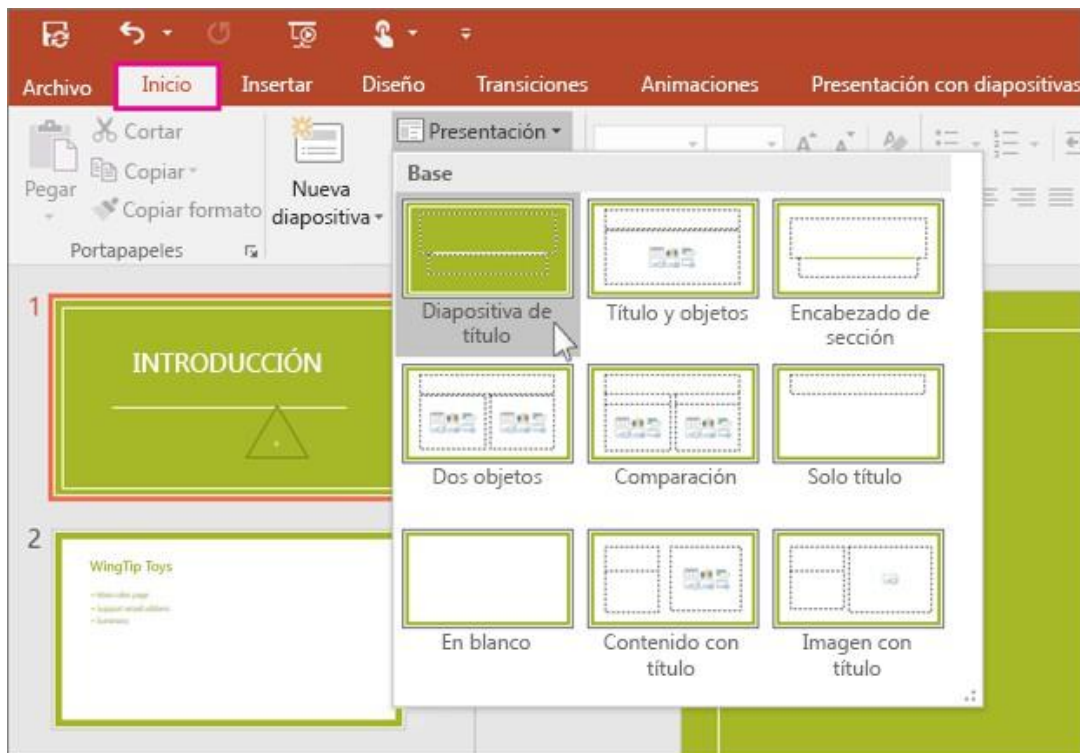 Archivo Inicio Insertar Diseño Transiciones Animaciones Presentación con diapositivas
Pegar
Cortar
Copiar
Copiar formato
Portapapeles
Nueva
diapositiva
Presentación
Base
Diapositiva de
título
Título y objetos
Encabezado de
sección
Dos objetos
Comparación
Solo título
En blanco
Contenido con
título
Imagen con
título
1
INTRODUCCIÓN
2
WingTip Toys